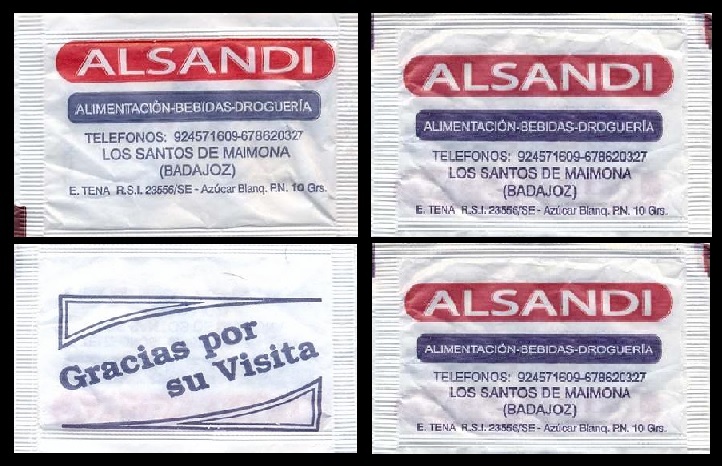 ALSANDI
ALIMENTACIÓN-BEBIDAS-DROGUERÍA
TELEFONOS: 924571609-678620327
LOS SANTOS DE MAIMONA
(BADAJOZ)
E. TENA R.S.I. 23556/SE - Azúcar Blanq. P.N. 10 Grs.
ALSANDI
ALIMENTACIÓN-BEBIDAS-DROGUERÍA
TELEFONOS: 924571609-678620327
LOS SANTOS DE MAIMONA
(BADAJOZ)
E. TENA R.S.I. 23556/SE - Azúcar Blanq. P.N. 10 Grs.
Gracias por
su Visita
ALSANDI
ALIMENTACIÓN-BEBIDAS-DROGUERÍA
TELEFONOS: 924571609-678620327
LOS SANTOS DE MAIMONA
(BADAJOZ)
E. TENA R.S.I. 23556/SE - Azúcar Blanq. P.N. 10 Grs.